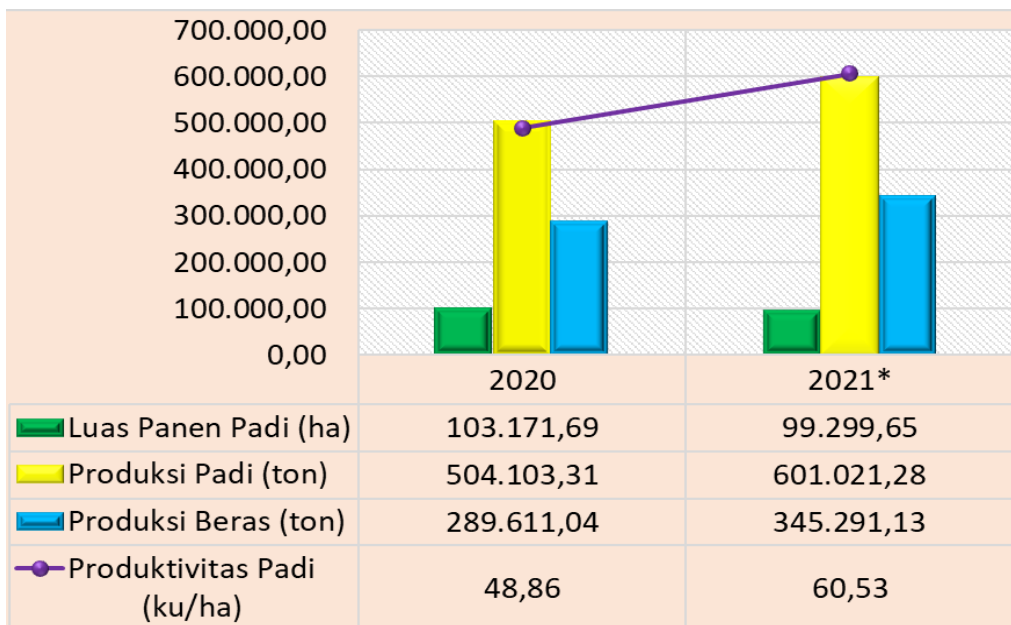 700.000,00
600.000,00
500.000,00
400.000,00
300.000,00
200.000,00
100.000,00
0,00
2020 2021*
Luas Panen Padi (ha) 103.171,69 99.299,65
Produksi Padi (ton) 504.103,31 601.021,28
Produksi Beras (ton) 289.611,04 345.291,13
Produktivitas Padi
(ku/ha) 48,86 60,53